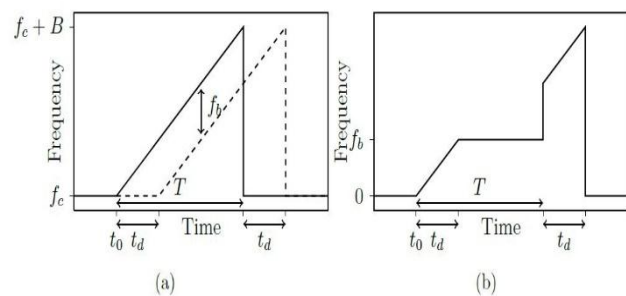 f_c + B
Frequency
f_b
f_c
T
t_0 t_d Time t_d
(a)
Frequency
f_b
0
T
t_0 t_d Time t_d
(b)